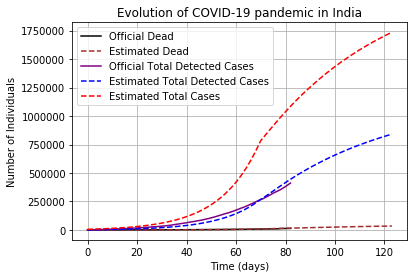 Evolution of COVID-19 pandemic in India
Number of Individuals
1750000
1500000
1250000
1000000
750000
500000
250000
0
Official Dead
Estimated Dead
Official Total Detected Cases
Estimated Total Detected Cases
Estimated Total Cases
0 20 40 60 80 100 120
Time (days)